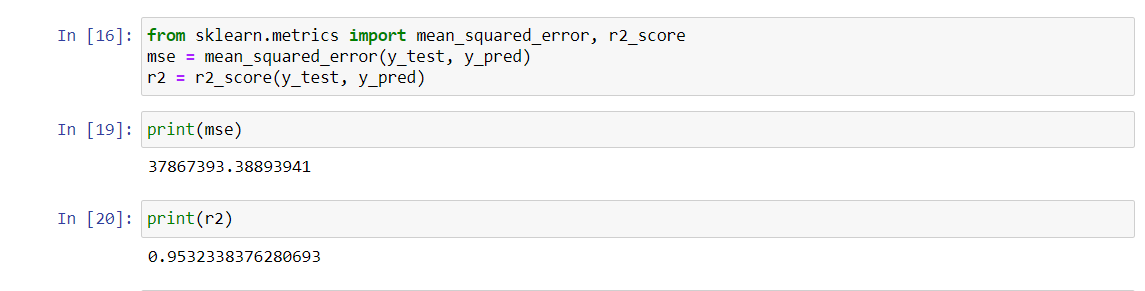 In [16]: from sklearn.metrics import mean_squared_error, r2_score
mse = mean_squared_error(y_test, y_pred)
r2 = r2_score(y_test, y_pred)
In [19]: print(mse)
37867393.38893941
In [20]: print(r2)
0.9532338376280693